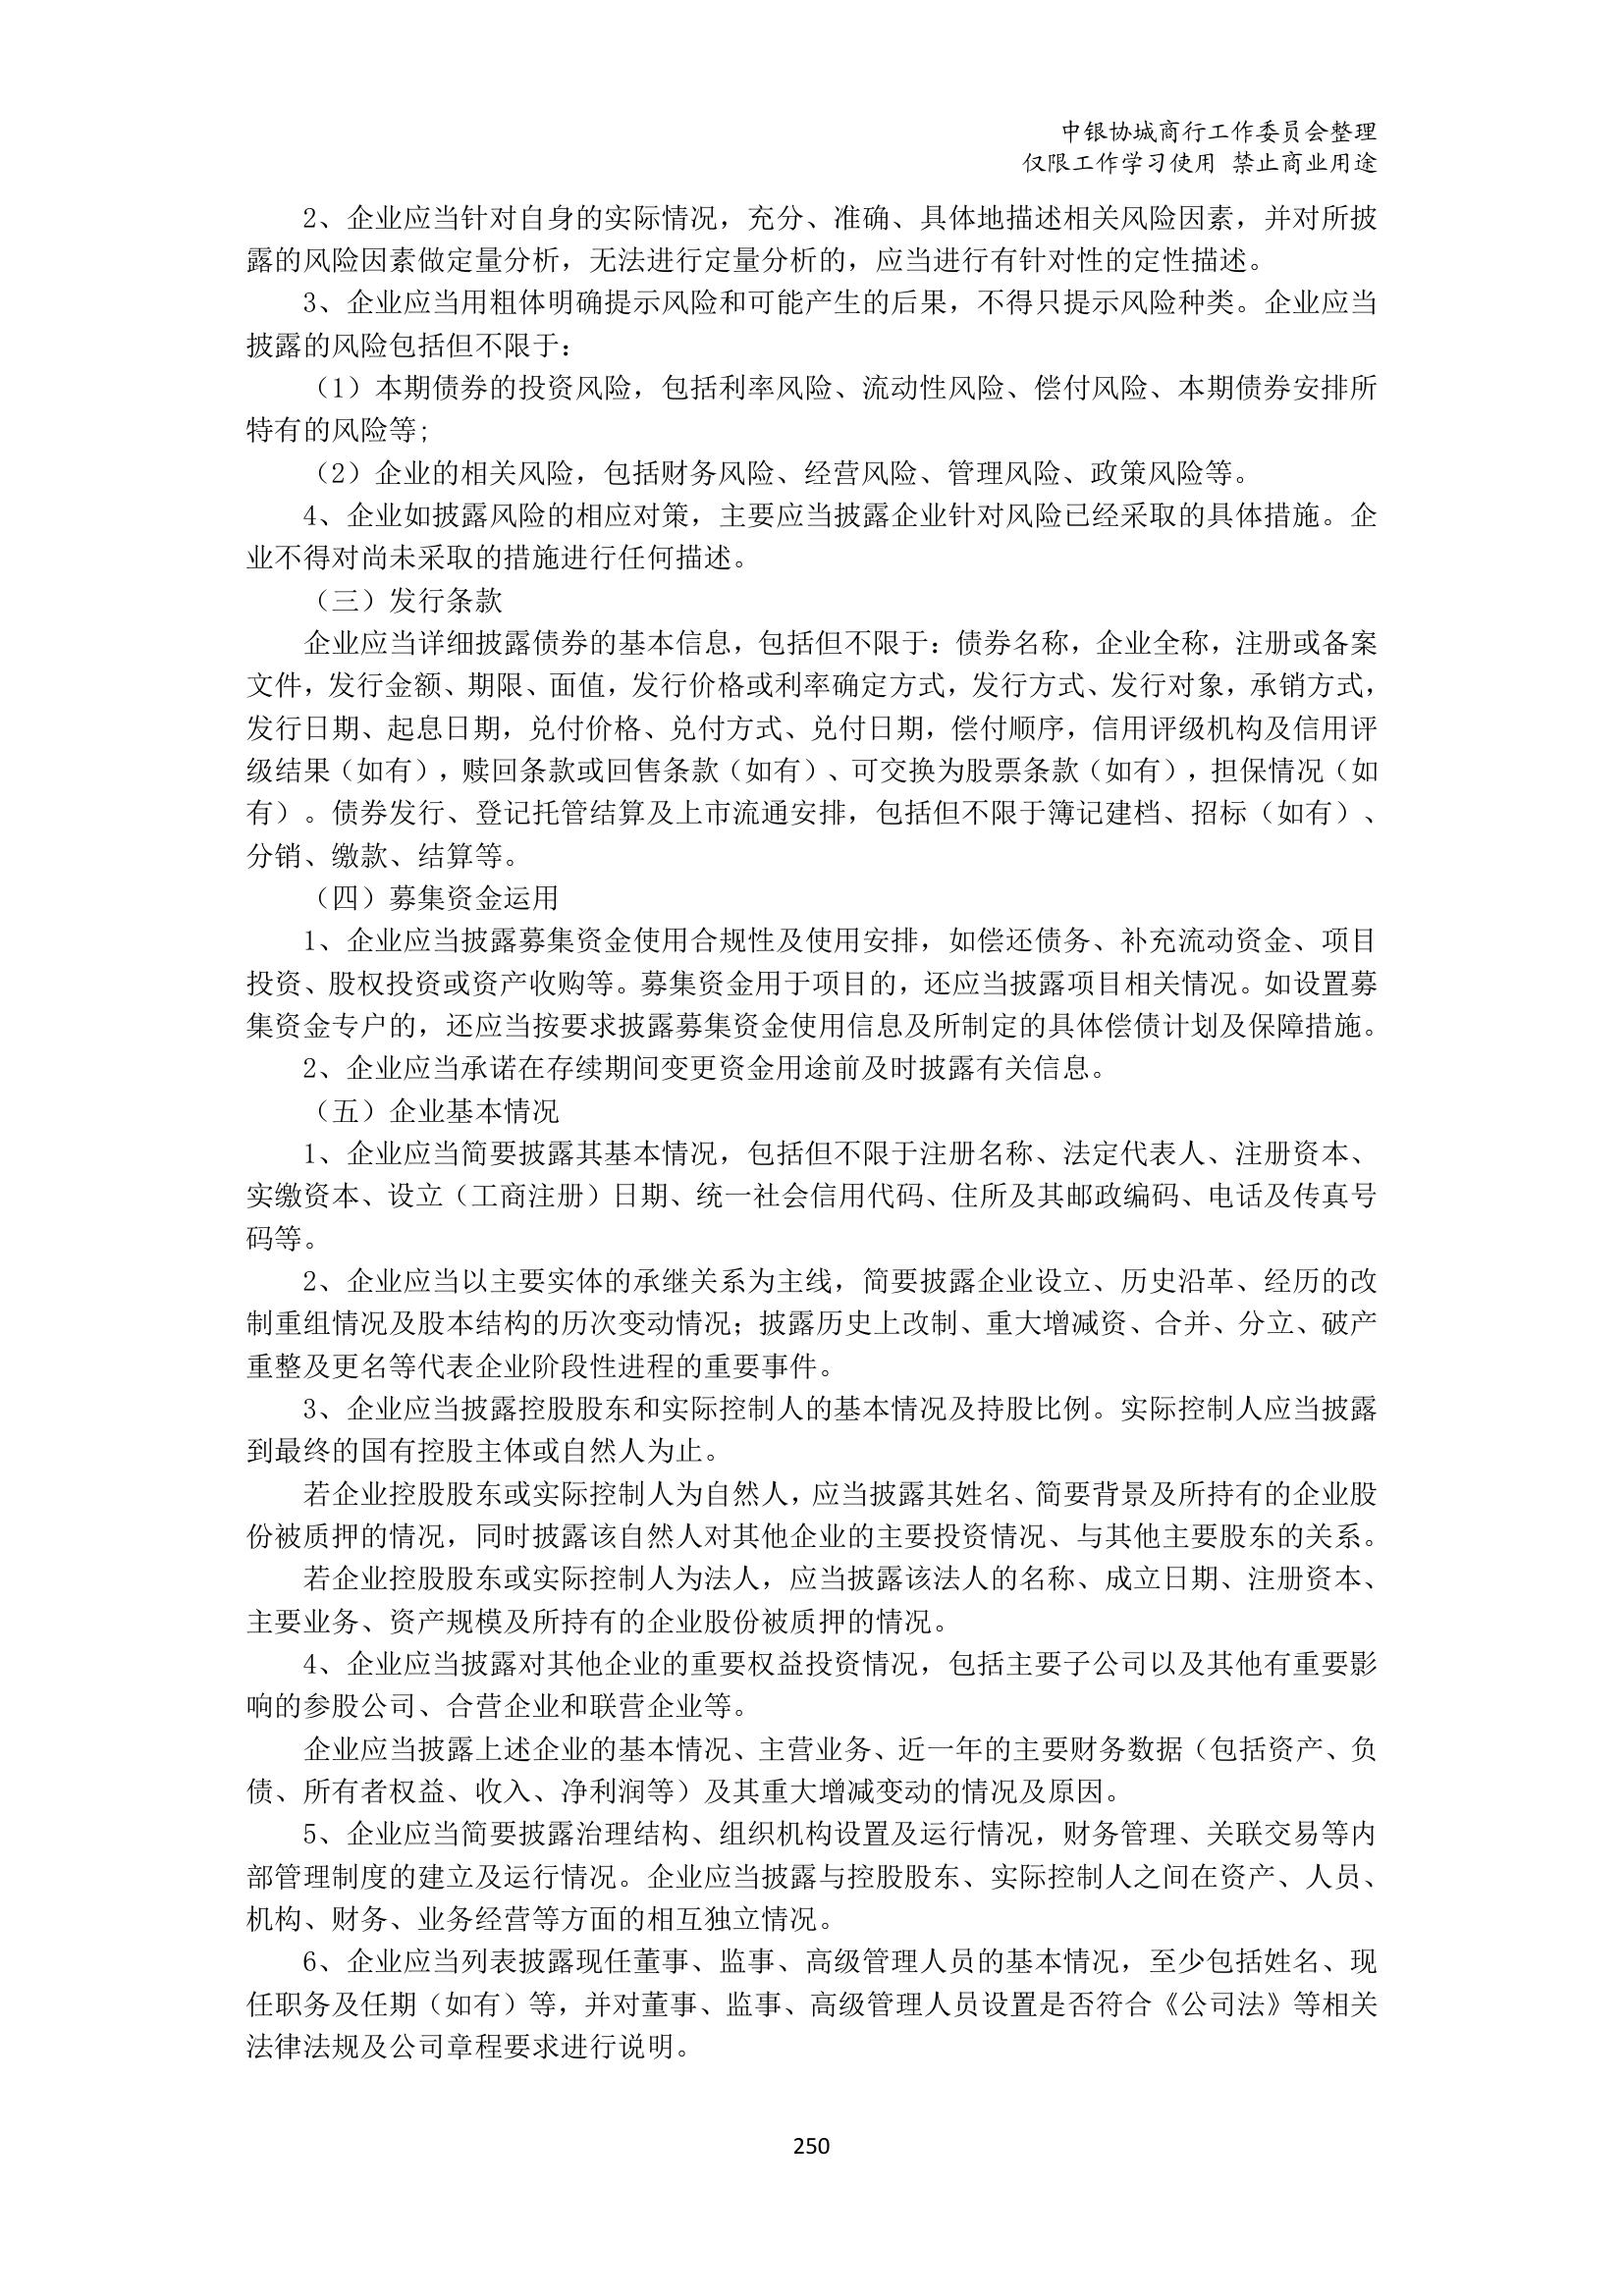 中银协城商行工作委员会整理
仅限工作学习使用 禁止商业用途
2、企业应当针对自身的实际情况，充分、准确、具体地描述相关风险因素，并对所披
露的风险因素做定量分析，无法进行定量分析的，应当进行有针对性的定性描述。
3、企业应当用粗体明确提示风险和可能产生的后果，不得只提示风险种类。企业应当
披露的风险包括但不限于：
（1）本期债券的投资风险，包括利率风险、流动性风险、偿付风险、本期债券安排所
特有的风险等；
（2）企业的相关风险，包括财务风险、经营风险、管理风险、政策风险等。
4、企业如披露风险的相应对策，主要应当披露企业针对风险已经采取的具体措施。企
业不得对尚未采取的措施进行任何描述。
（三）发行条款
企业应当详细披露债券的基本信息，包括但不限于：债券名称，企业全称，注册或备案
文件，发行金额、期限、面值，发行价格或利率确定方式，发行方式、发行对象，承销方式，
发行日期、起息日期，兑付价格、兑付方式、兑付日期，偿付顺序，信用评级机构及信用评
级结果（如有），赎回条款或回售条款（如有）、可交换为股票条款（如有），担保情况（如
有）。债券发行、登记托管结算及上市流通安排，包括但不限于簿记建档、招标（如有）、
分销、缴款、结算等。
（四）募集资金运用
1、企业应当披露募集资金使用合规性及使用安排，如偿还债务、补充流动资金、项目
投资、股权投资或资产收购等。募集资金用于项目的，还应当披露项目相关情况。如设置募
集资金专户的，还应当按要求披露募集资金使用信息及所制定的具体偿债计划及保障措施。
2、企业应当承诺在存续期间变更资金用途前及时披露有关信息。
（五）企业基本情况
1、企业应当简要披露其基本情况，包括但不限于注册名称、法定代表人、注册资本、
实缴资本、设立（工商注册）日期、统一社会信用代码、住所及其邮政编码、电话及传真号
码等。
2、企业应当以主要实体的承继关系为主线，简要披露企业设立、历史沿革、经历的改
制重组情况及股本结构的历次变动情况；披露历史上改制、重大增减资、合并、分立、破产
重整及更名等代表企业阶段性进程的重要事件。
3、企业应当披露控股股东和实际控制人的基本情况及持股比例。实际控制人应当披露
到最终的国有控股主体或自然人为止。
若企业控股股东或实际控制人为自然人，应当披露其姓名、简要背景及所持有的企业股
份被质押的情况，同时披露该自然人对其他企业的主要投资情况、与其他主要股东的关系。
若企业控股股东或实际控制人为法人，应当披露该法人的名称、成立日期、注册资本、
主要业务、资产规模及所持有的企业股份被质押的情况。
4、企业应当披露对其他企业的重要权益投资情况，包括主要子公司以及其他有重要影
响的参股公司、合营企业和联营企业等。
企业应当披露上述企业的基本情况、主营业务、近一年的主要财务数据（包括资产、负
债、所有者权益、收入、净利润等）及其重大增减变动的情况及原因。
5、企业应当简要披露治理结构、组织机构设置及运行情况，财务管理、关联交易等内
部管理制度的建立及运行情况。企业应当披露与控股股东、实际控制人之间在资产、人员、
机构、财务、业务经营等方面的相互独立情况。
6、企业应当列表披露现任董事、监事、高级管理人员的基本情况，至少包括姓名、现
任职务及任期（如有）等，并对董事、监事、高级管理人员设置是否符合《公司法》等相关
法律法规及公司章程要求进行说明。
250